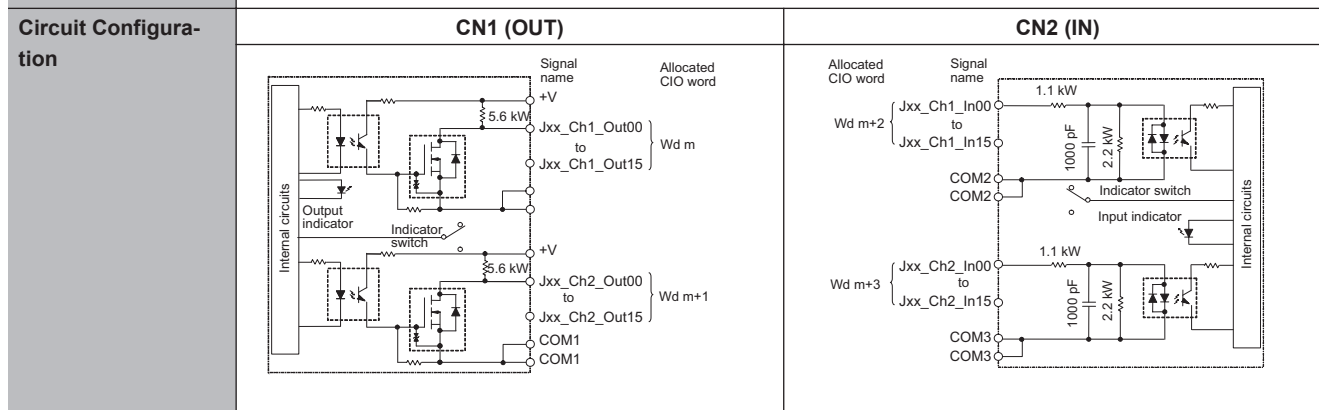 Circuit Configura-
tion
CN1 (OUT)
CN2 (IN)
Signal
name
Allocated
CIO word
+V
5.6 kW
Jxx_Ch1_Out00
to
Jxx_Ch1_Out15
Wd m
Internal circuits
Output
indicator
Indicator
switch
+V
5.6 kW
Jxx_Ch2_Out00
to
Jxx_Ch2_Out15
Wd m+1
COM1
COM1
Allocated
CIO word
Signal
name
1.1 kW
Wd m+2
Jxx_Ch1_In00
to
Jxx_Ch1_In15
1000 pF
2.2 kW
COM2
COM2
Indicator switch
Input indicator
Internal circuits
1.1 kW
Wd m+3
Jxx_Ch2_In00
to
Jxx_Ch2_In15
1000 pF
2.2 kW
COM3
COM3